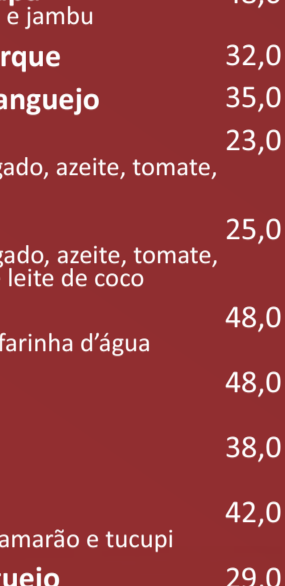 e jambu
rque 32,0
anguejo 35,0
23,0
gado, azeite, tomate,
25,0
gado, azeite, tomate,
leite de coco
48,0
farinha d’água
48,0
38,0
42,0
amarão e tucupi
guejo 29,0